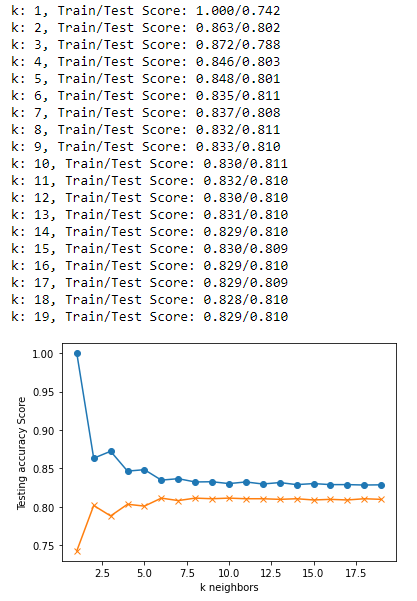 k: 1, Train/Test Score: 1.000/0.742
k: 2, Train/Test Score: 0.863/0.802
k: 3, Train/Test Score: 0.872/0.788
k: 4, Train/Test Score: 0.846/0.803
k: 5, Train/Test Score: 0.848/0.801
k: 6, Train/Test Score: 0.835/0.811
k: 7, Train/Test Score: 0.837/0.808
k: 8, Train/Test Score: 0.832/0.811
k: 9, Train/Test Score: 0.833/0.810
k: 10, Train/Test Score: 0.830/0.811
k: 11, Train/Test Score: 0.832/0.810
k: 12, Train/Test Score: 0.830/0.810
k: 13, Train/Test Score: 0.831/0.810
k: 14, Train/Test Score: 0.829/0.810
k: 15, Train/Test Score: 0.830/0.809
k: 16, Train/Test Score: 0.829/0.810
k: 17, Train/Test Score: 0.829/0.809
k: 18, Train/Test Score: 0.828/0.810
k: 19, Train/Test Score: 0.829/0.810
1.00
0.95
0.90
0.85
0.80
0.75
Testing accuracy Score
2.5 5.0 7.5 10.0 12.5 15.0 17.5
k neighbors